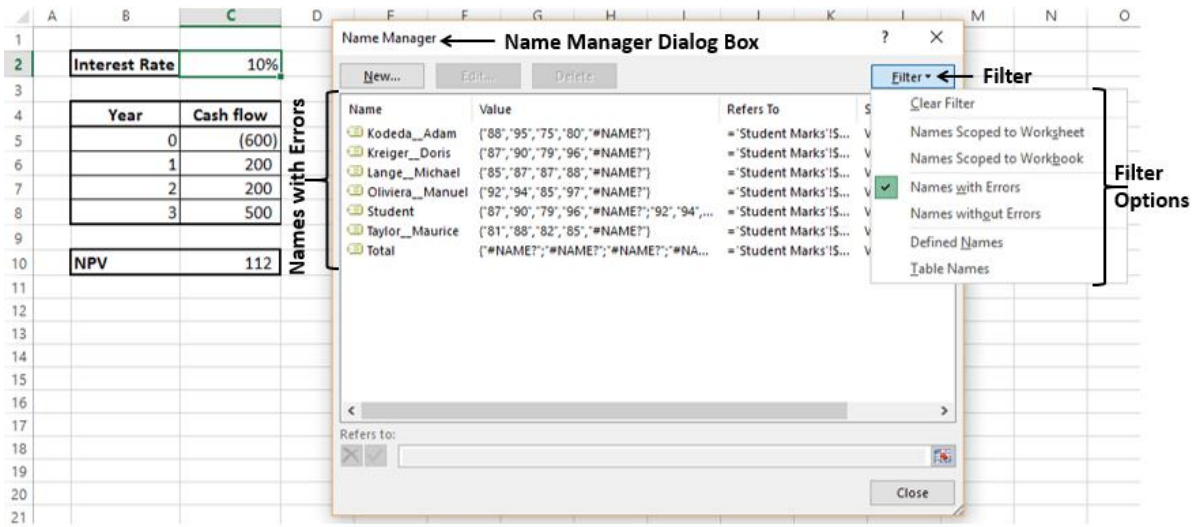 A B C D E F G H I J K L M N O
1
2 Interest Rate 10%
3
4 Year Cash flow
5 0 (600)
6 1 200
7 2 200
8 3 500
9
10 NPV 112
11
12
13
14
15
16
17
18
19
20
21
Name Manager Name Manager Dialog Box ?
New... Edit... Delete Filter Filter
Names with Errors
Name Value Refers To S
Kodeda__Adam {"88","95","75","80","#NAME?"} ='Student Marks'!$...
Kreiger__Doris {"87","90","79","96","#NAME?"} ='Student Marks'!$...
Lange__Michael {"85","87","87","88","#NAME?"} ='Student Marks'!$...
Oliviera__Manuel {"92","94","85","97","#NAME?"} ='Student Marks'!$...
Student {"87","90","79","96","#NAME?";"92","94",... ='Student Marks'!$...
Taylor__Maurice {"81","88","82","85","#NAME?"} ='Student Marks'!$...
Total {"#NAME?";"#NAME?";"#NAME?";"#NA... ='Student Marks'!$...
Clear Filter
Names Scoped to Worksheet
Names Scoped to Workbook
Names with Errors
Names without Errors
Defined Names
Table Names
Filter
Options
Refers to:
Close